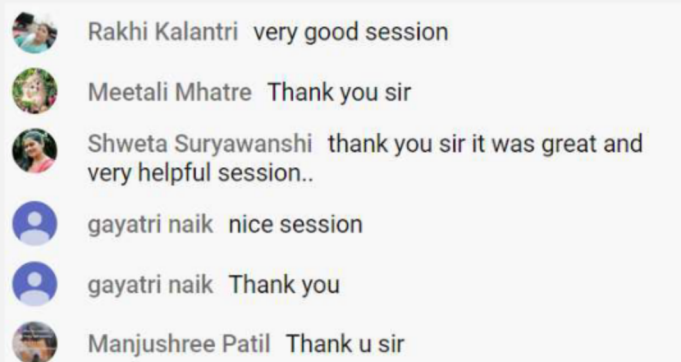 Rakhi Kalantri very good session
Meetali Mhatre Thank you sir
Shweta Suryawanshi thank you sir it was great and
very helpful session..
gayatri naik nice session
gayatri naik Thank you
Manjushree Patil Thank u sir